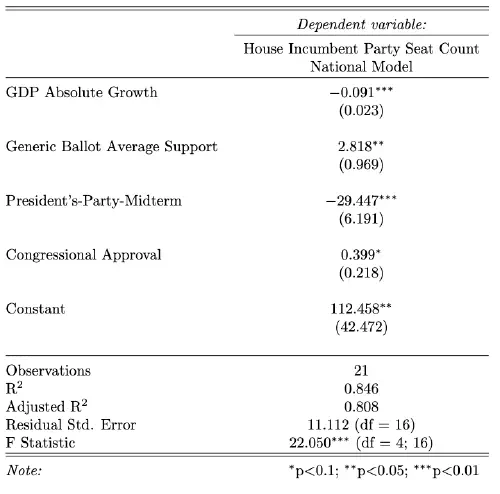 Dependent variable:
House Incumbent Party Seat Count
National Model
GDP Absolute Growth −0.091***
(0.023)
Generic Ballot Average Support 2.818**
(0.969)
President's-Party-Midterm −29.447***
(6.191)
Congressional Approval 0.399*
(0.218)
Constant 112.458**
(42.472)
Observations 21
R² 0.846
Adjusted R² 0.808
Residual Std. Error 11.112 (df = 16)
F Statistic 22.050*** (df = 4; 16)
Note: *p<0.1; **p<0.05; ***p<0.01